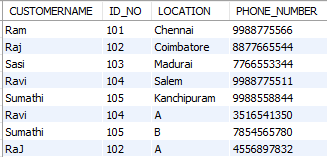 CUSTOMERNAME ID_NO LOCATION PHONE_NUMBER
Ram 101 Chennai 9988775566
Raj 102 Coimbatore 8877665544
Sasi 103 Madurai 7766553344
Ravi 104 Salem 9988775511
Sumathi 105 Kanchipuram 9988558844
Ravi 104 A 3516541350
Sumathi 105 B 7854565780
RaJ 102 A 4556897832